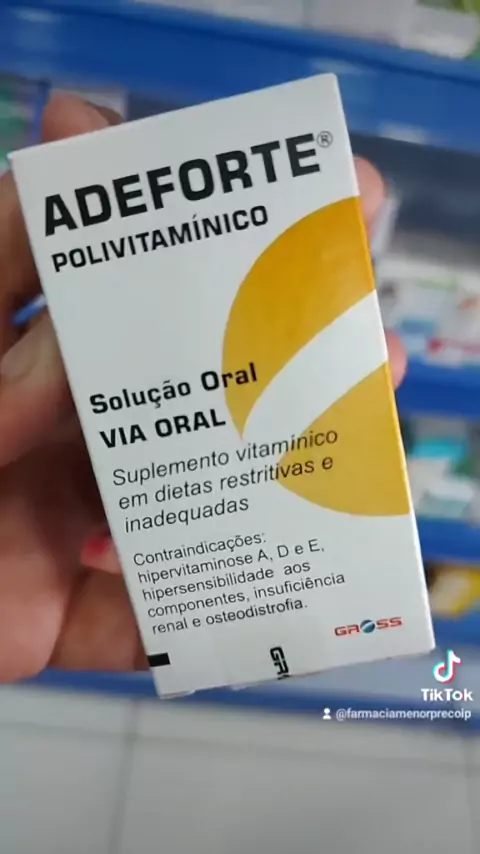 ADEFORTE®
POLIVITAMÍNICO
Solução Oral
VIA ORAL
Suplemento vitamínico
em dietas restritivas e
inadequadas
Contraindicações:
hipervitaminose A, D e E,
hipersensibilidade aos
componentes, insuficiência
renal e osteodistrofia.
GROSS
TikTok
@farmaciamenorprecoip